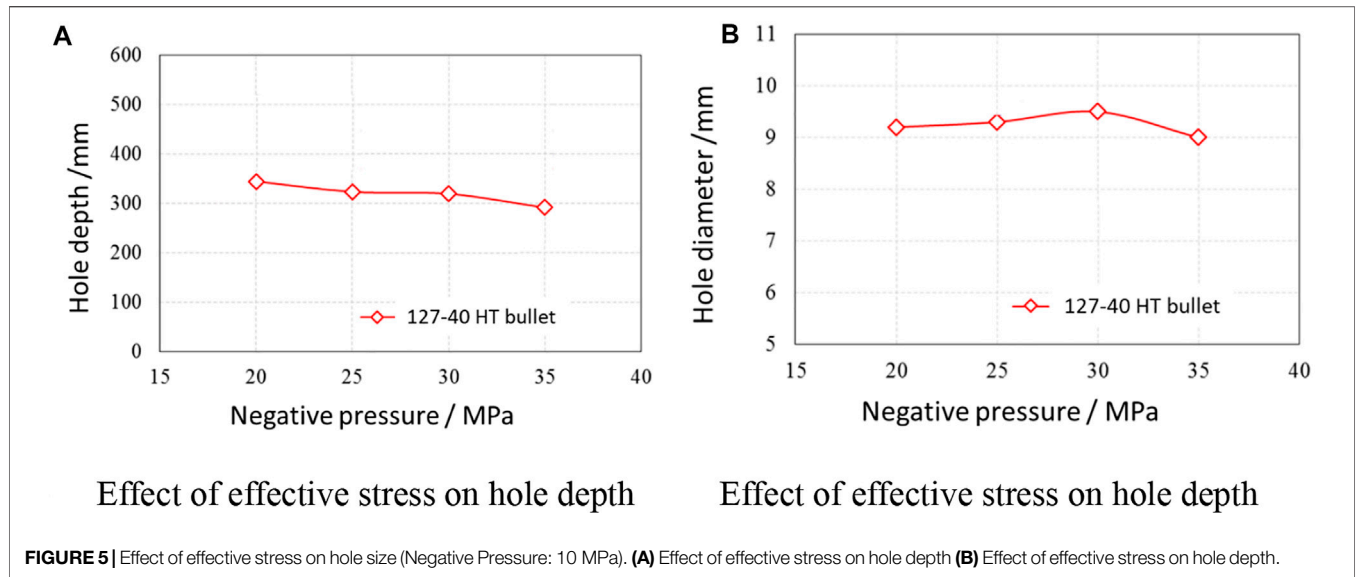 A
600
500
400
300
200
100
0
Hole depth /mm
127-40 HT bullet
15 20 25 30 35 40
Negative pressure / MPa
Effect of effective stress on hole depth
B
11
10
9
8
7
6
5
Hole diameter /mm
127-40 HT bullet
15 20 25 30 35 40
Negative pressure / MPa
Effect of effective stress on hole depth
FIGURE 5 | Effect of effective stress on hole size (Negative Pressure: 10 MPa). (A) Effect of effective stress on hole depth (B) Effect of effective stress on hole depth.